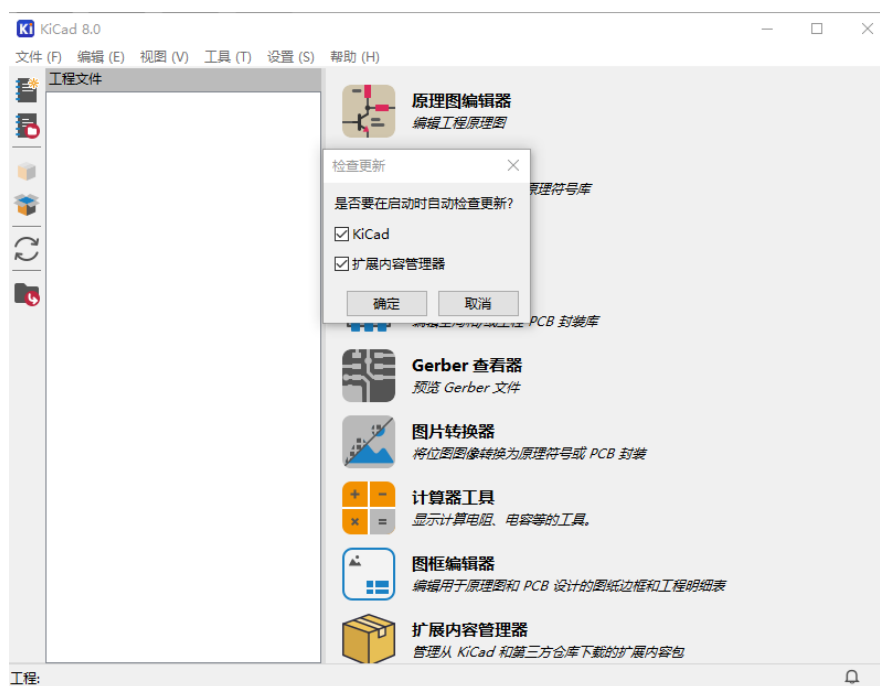 KiCad 8.0
文件 (F) 编辑 (E) 视图 (V) 工具 (T) 设置 (S) 帮助 (H)
工程文件
原理图编辑器
编辑工程原理图
检查更新
原理符号库
是否要在启动时自动检查更新?
KiCad
扩展内容管理器
确定 取消
PCB 封装库
Gerber 查看器
预览 Gerber 文件
图片转换器
将位图图像转换为原理符号或 PCB 封装
计算器工具
显示计算电阻、电容等的工具。
图框编辑器
编辑用于原理图和 PCB 设计的图纸边框和工程明细表
扩展内容管理器
管理从 KiCad 和第三方仓库下载的扩展内容包
工程: